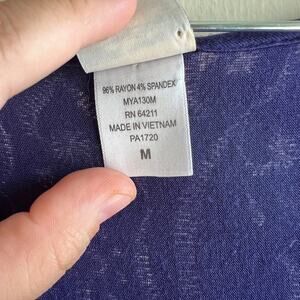 96% RAYON 4% SPANDEX
MYA130M
RN 64211
MADE IN VIETNAM
PA1720
M